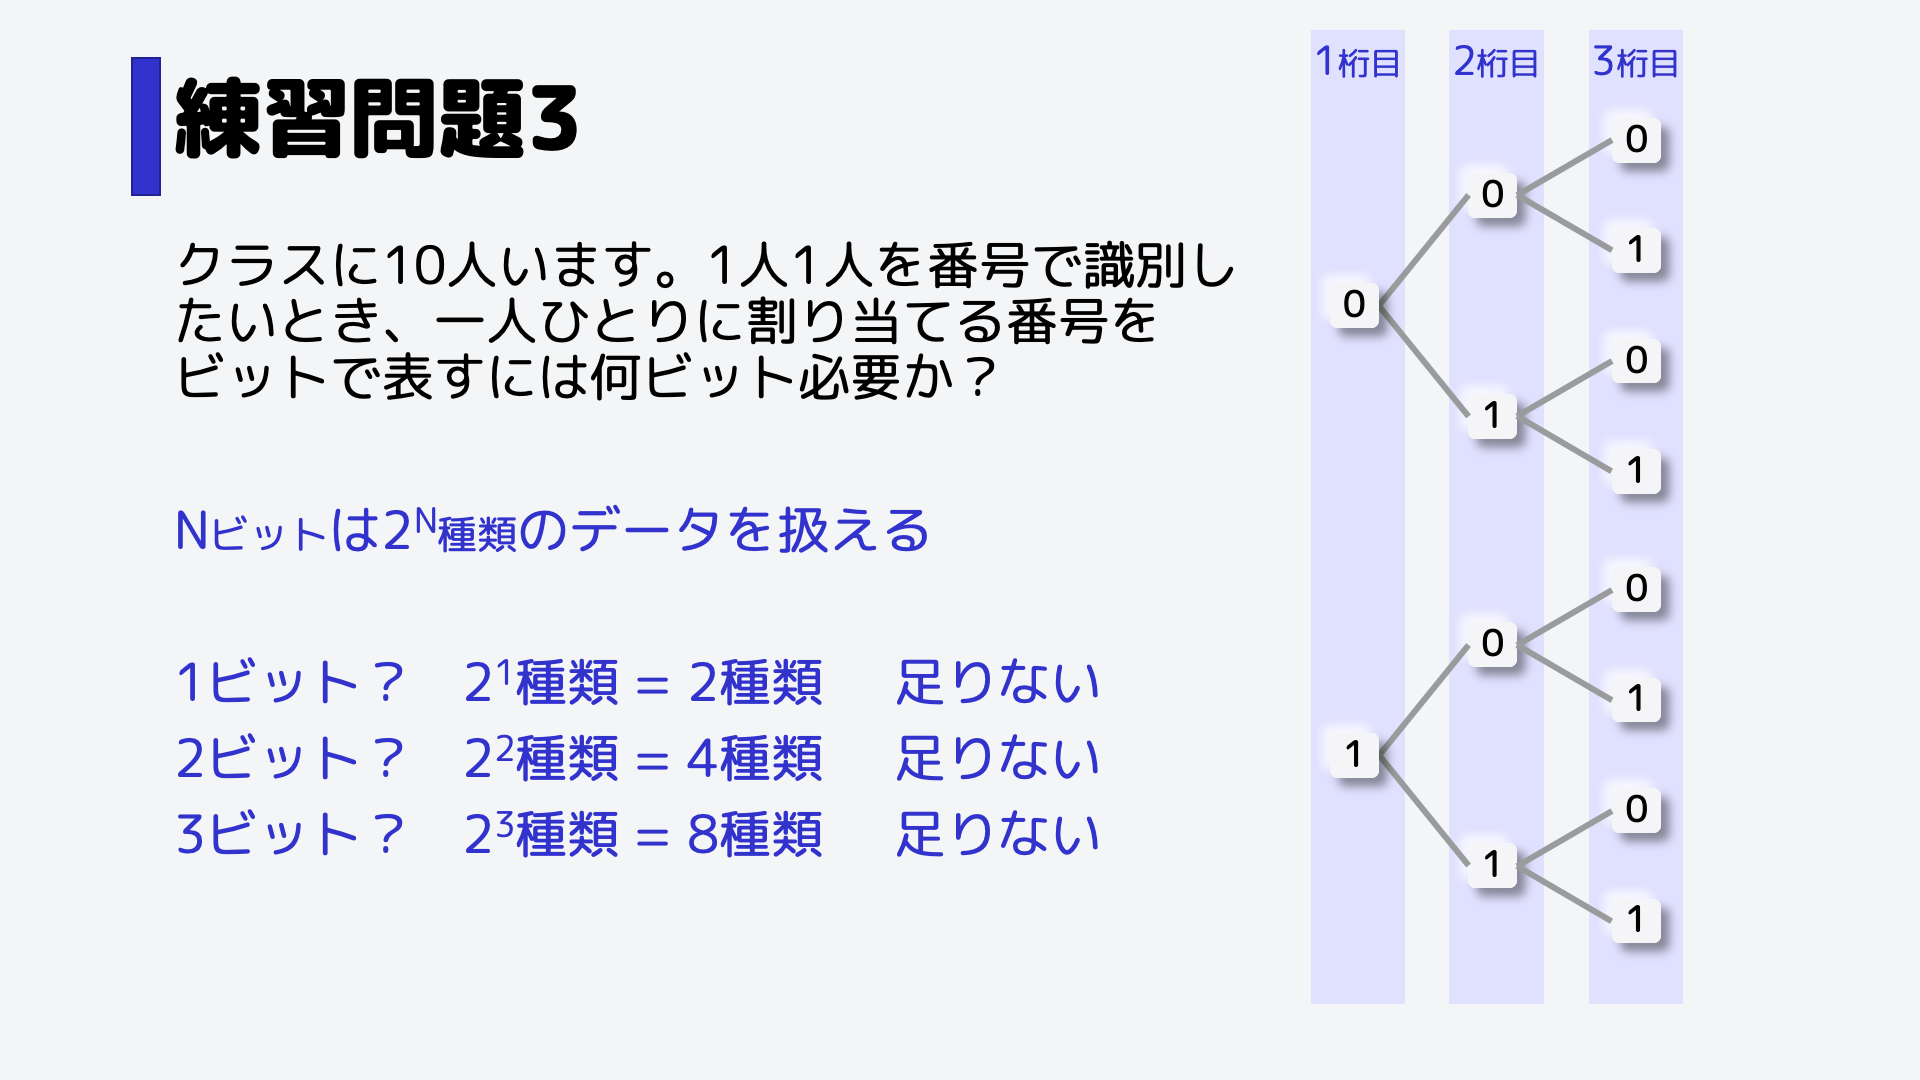 練習問題3
クラスに10人います。1人1人を番号で識別し
たいとき、一人ひとりに割り当てる番号を
ビットで表すには何ビット必要か？
Nビットは2ᴺ種類のデータを扱える
1ビット？ 2¹種類 = 2種類 足りない
2ビット？ 2²種類 = 4種類 足りない
3ビット？ 2³種類 = 8種類 足りない
1桁目 2桁目 3桁目
0
0
1
0
0
1
0
1
0
0
1
1
0
1
1